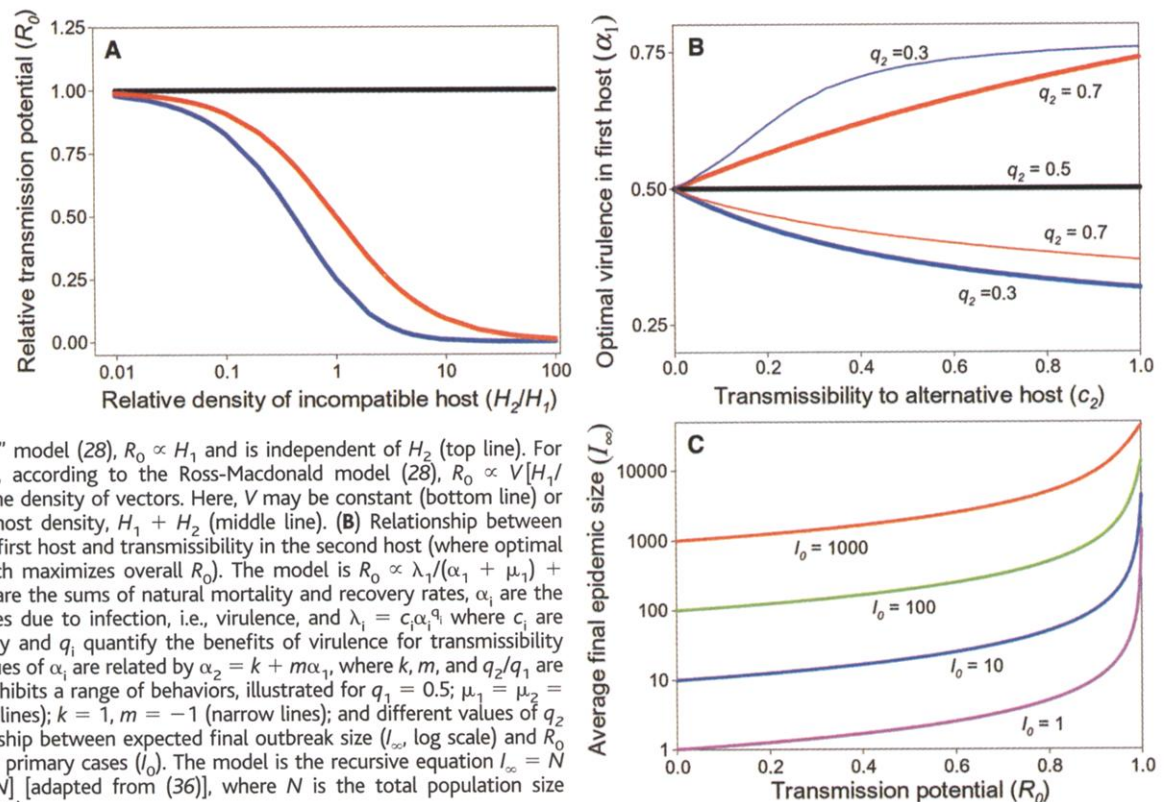 A
Relative transmission potential (R₀)
1.25
1.00
0.75
0.50
0.25
0.00
0.01 0.1 1 10 100
Relative density of incompatible host (H₂/H₁)
B
Optimal virulence in first host (α₁)
0.75
0.50
0.25
q₂=0.3
q₂ = 0.7
q₂ = 0.5
q₂ = 0.7
q₂ =0.3
0.0 0.2 0.4 0.6 0.8 1.0
Transmissibility to alternative host (c₂)
C
Average final epidemic size (I∞)
10000
1000
100
10
1
I₀ = 1000
I₀ = 100
I₀ = 10
I₀ = 1
0.0 0.2 0.4 0.6 0.8 1.0
Transmission potential (R₀)
" model (28), R₀ ∝ H₁ and is independent of H₂ (top line). For
, according to the Ross-Macdonald model (28), R₀ ∝ V[H₁/
ne density of vectors. Here, V may be constant (bottom line) or
host density, H₁ + H₂ (middle line). (B) Relationship between
first host and transmissibility in the second host (where optimal
ch maximizes overall R₀). The model is R₀ ∝ λ₁/(α₁ + μ₁) +
are the sums of natural mortality and recovery rates, αᵢ are the
es due to infection, i.e., virulence, and λᵢ = cᵢαᵢ^qᵢ where cᵢ are
y and qᵢ quantify the benefits of virulence for transmissibility
ues of αᵢ are related by α₂ = k + mα₁, where k, m, and q₂/q₁ are
hibits a range of behaviors, illustrated for q₁ = 0.5; μ₁ = μ₂ =
lines); k = 1, m = −1 (narrow lines); and different values of q₂
ship between expected final outbreak size (I∞, log scale) and R₀
primary cases (I₀). The model is the recursive equation I∞ = N
N] [adapted from (36)], where N is the total population size